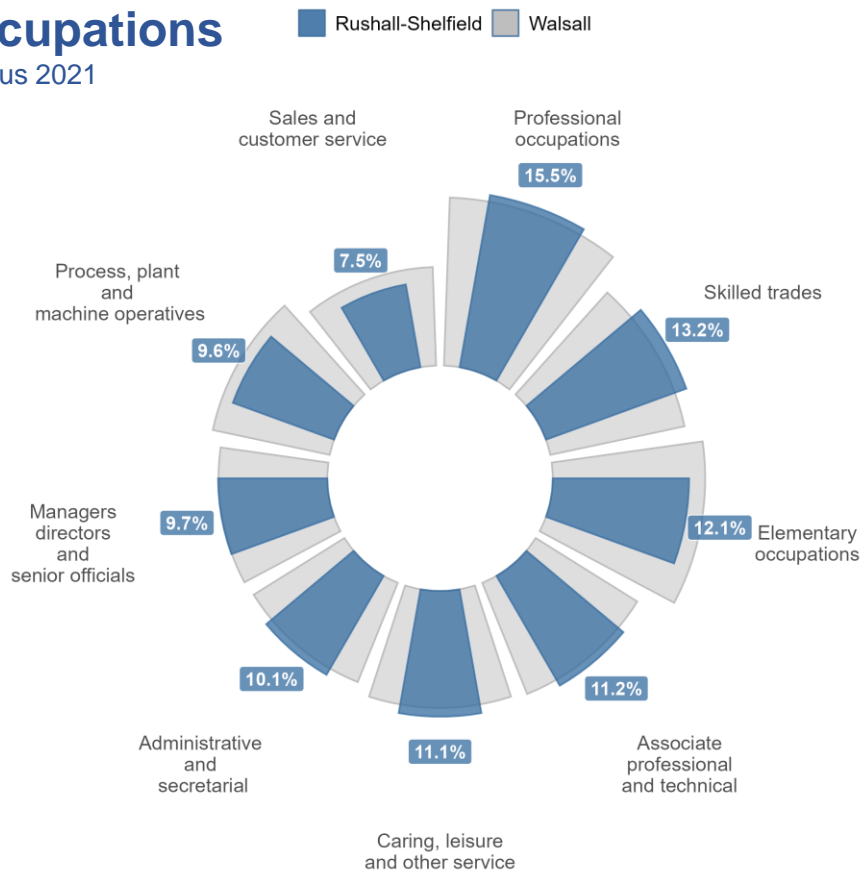 cupations
us 2021
Rushall-Shelfield
Walsall
Sales and
customer service
7.5%
Professional
occupations
15.5%
Skilled trades
13.2%
12.1%
Elementary
occupations
11.2%
Associate
professional
and technical
11.1%
Caring, leisure
and other service
10.1%
Administrative
and
secretarial
9.7%
Managers
directors
and
senior officials
9.6%
Process, plant
and
machine operatives